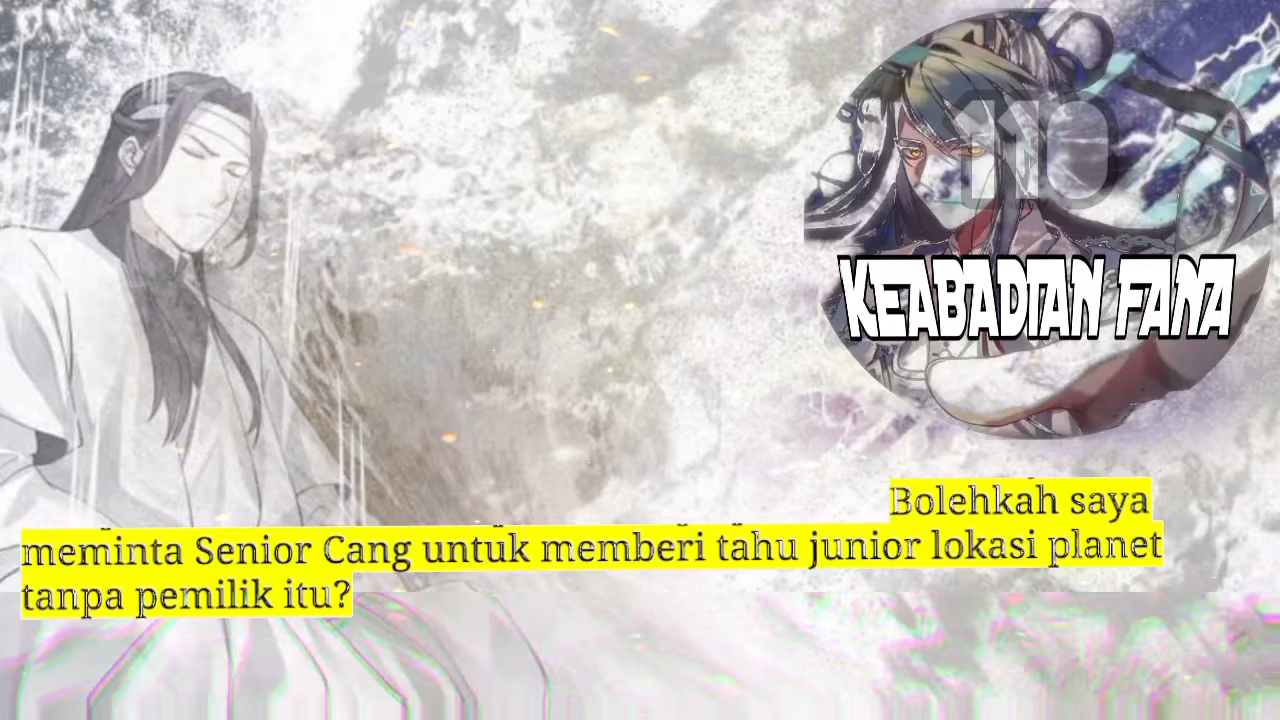 110
KEABADIAN FANA
Bolehkah saya
meminta Senior Cang untuk memberi tahu junior lokasi planet
tanpa pemilik itu?